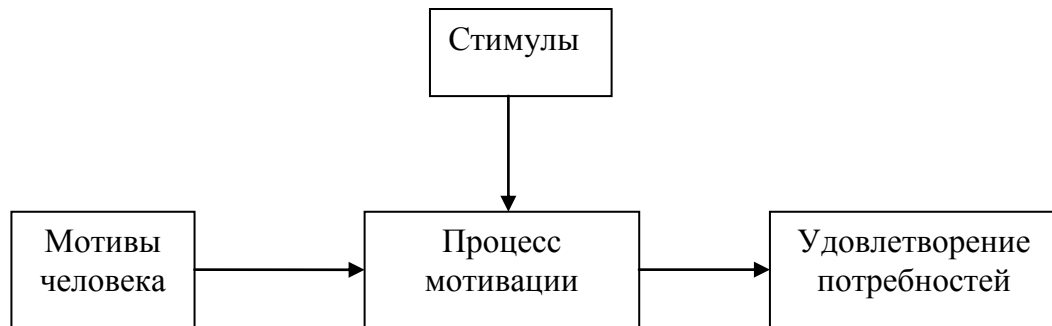 Стимулы
Мотивы
человека
Процесс
мотивации
Удовлетворение
потребностей